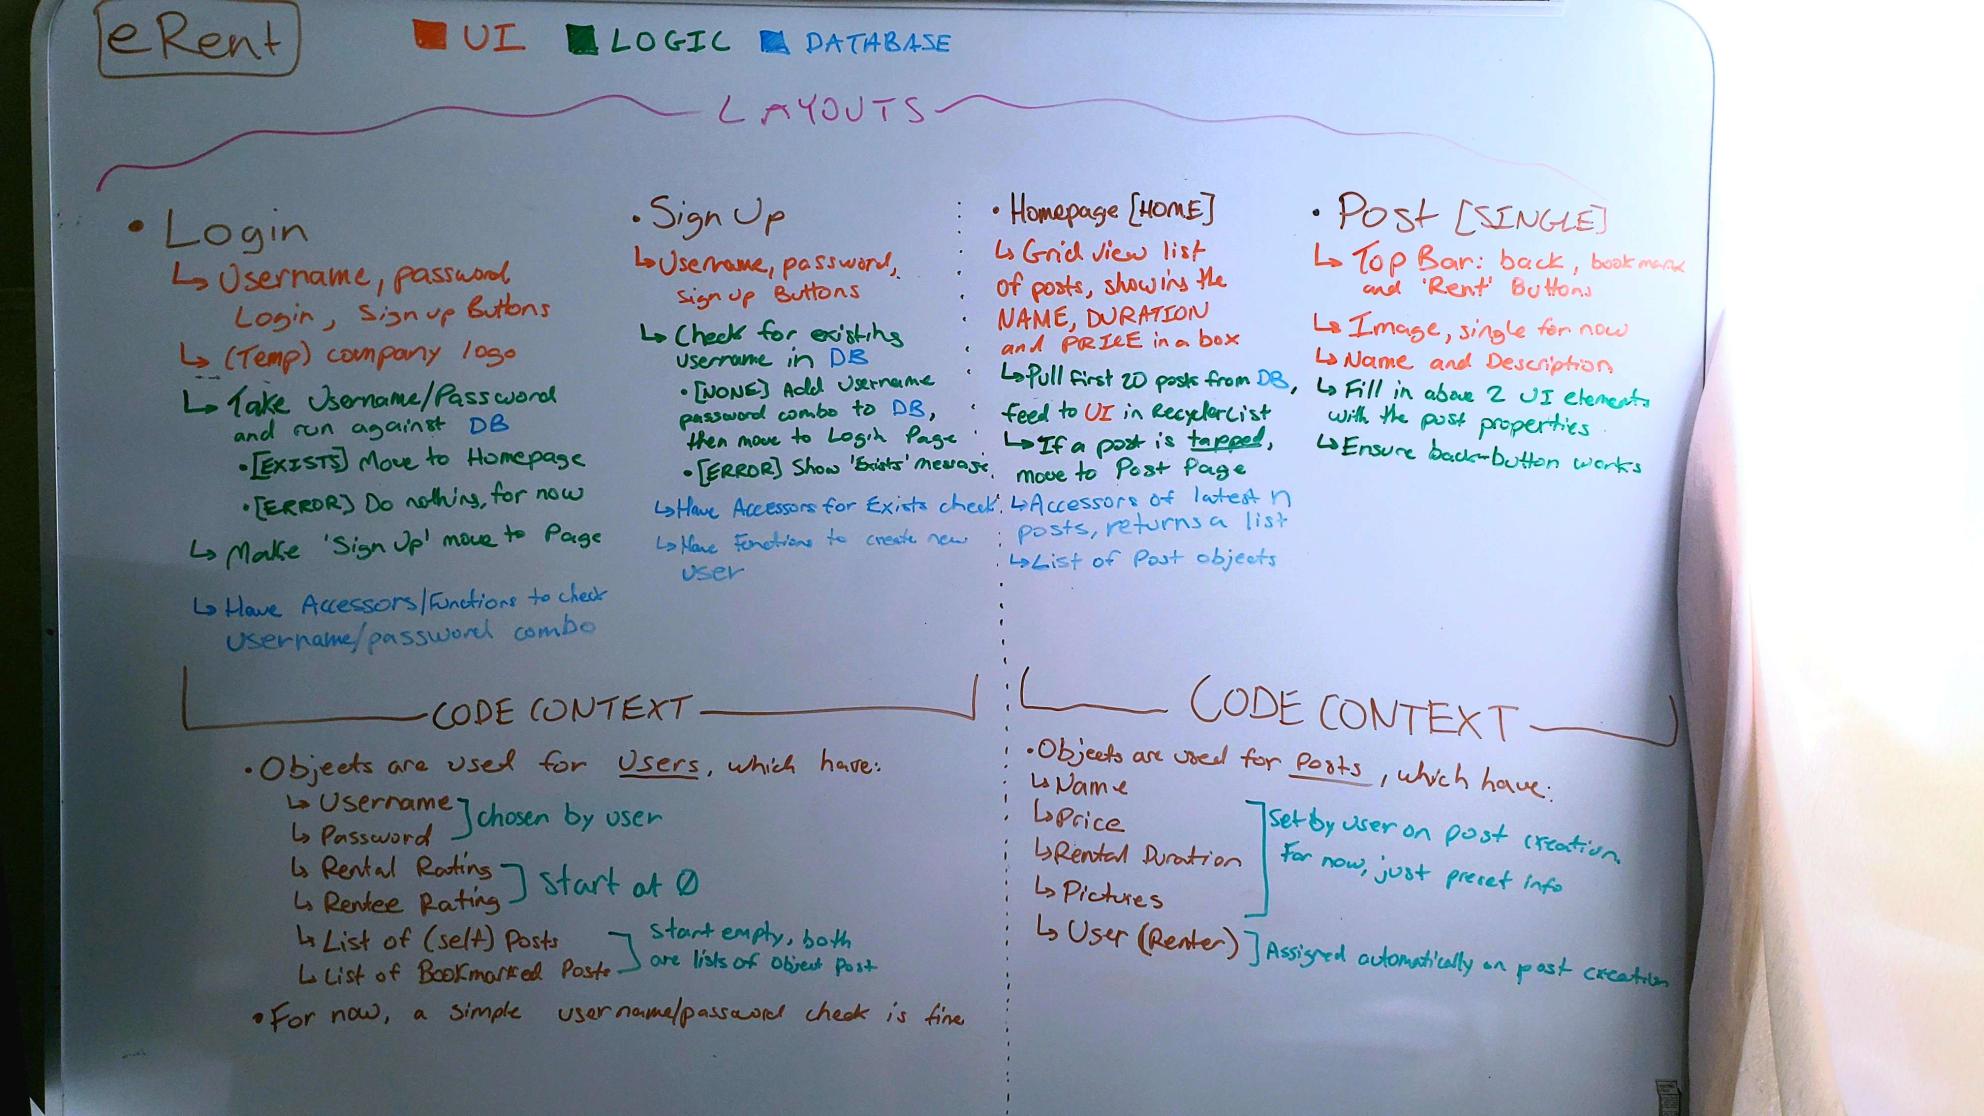 eRent
UI LOGIC DATABASE
LAYOUTS
• Login
↳ Username, password
Login, Sign up Buttons
↳ (Temp) company logo
↳ Take Username/Password
and run against DB
• [EXISTS] Move to Homepage
• [ERROR] Do nothing, for now
↳ Make 'Sign Up' move to Page
↳ Have Accessors/Functions to check
username/password combo
• Sign Up
↳ Username, password,
sign up Buttons
↳ Check for existing
username in DB
• [NONE] Add Username
password combo to DB,
then move to Login Page
• [ERROR] Show 'Exists' message
↳ Have Accessors for Exists check
↳ Have Functions to create new
user
• Homepage [HOME]
↳ Grid view list
of posts, showing the
NAME, DURATION
and PRICE in a box
↳ Pull first 20 posts from DB,
feed to UI in RecyclerList
↳ If a post is tapped,
move to Post Page
↳ Accessors of latest n
posts, returns a list
↳ List of Post objects
• Post [SINGLE]
↳ Top Bar: back, bookmark
and 'Rent' Buttons
↳ Image, single for now
↳ Name and Description
↳ Fill in above 2 UI elements
with the post properties
↳ Ensure back-button works
CODE CONTEXT
• Objects are used for Users, which have:
↳ Username
↳ Password
chosen by user
↳ Rental Rating
↳ Rentee Rating
start at 0
↳ List of (self) Posts
↳ List of Bookmarked Posts
start empty, both
are lists of object Post
• For now, a simple username/password check is fine
CODE CONTEXT
• Objects are used for Posts, which have:
↳ Name
↳ Price
↳ Rental Duration
↳ Pictures
Set by user on post creation.
For now, just preset info
↳ User (Renter)
Assigned automatically on post creation